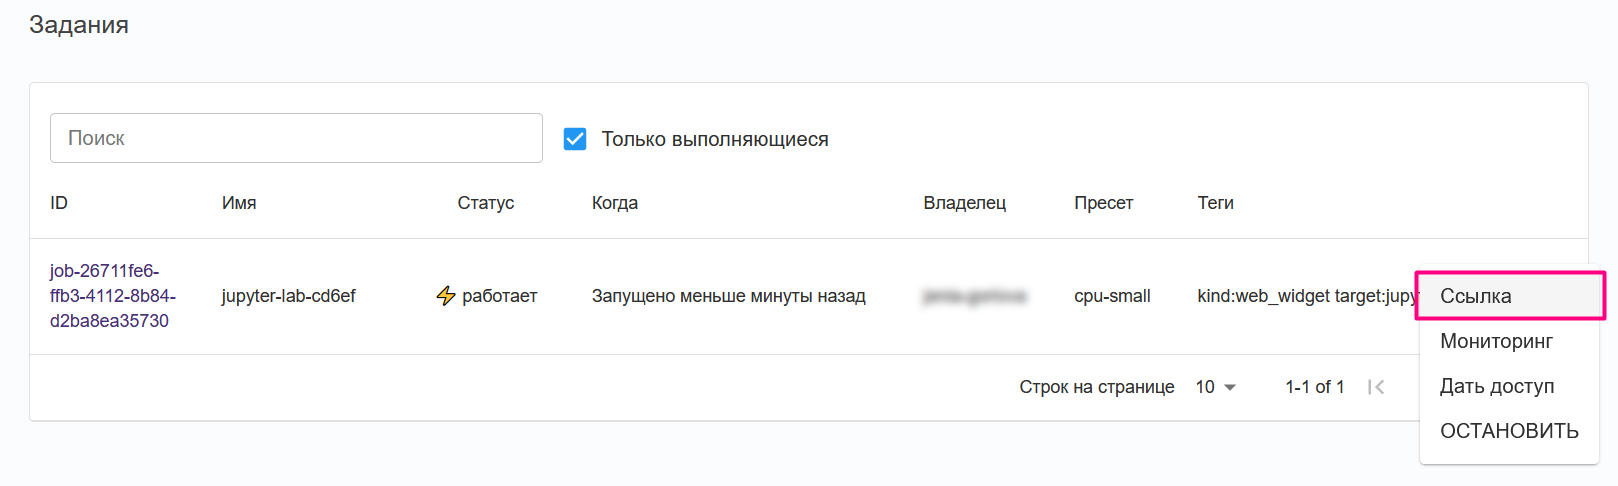 Задания
Поиск
Только выполняющиеся
ID Имя Статус Когда Владелец Пресет Теги
job-26711fe6-
ffb3-4112-8b84-
d2ba8ea35730
jupyter-lab-cd6ef
работает
Запущено меньше минуты назад
cpu-small
kind:web_widget target:jupy
Ссылка
Мониторинг
Дать доступ
ОСТАНОВИТЬ
Строк на странице 10 1-1 of 1